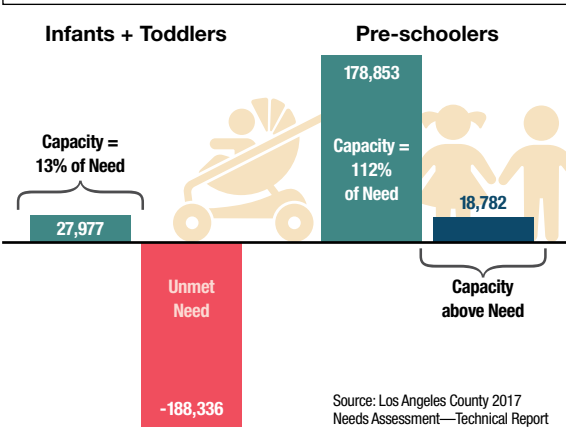 Infants + Toddlers
Capacity =
13% of Need
27,977
Unmet
Need
-188,336
Pre-schoolers
178,853
Capacity =
112%
of Need
18,782
Capacity
above Need
Source: Los Angeles County 2017
Needs Assessment—Technical Report